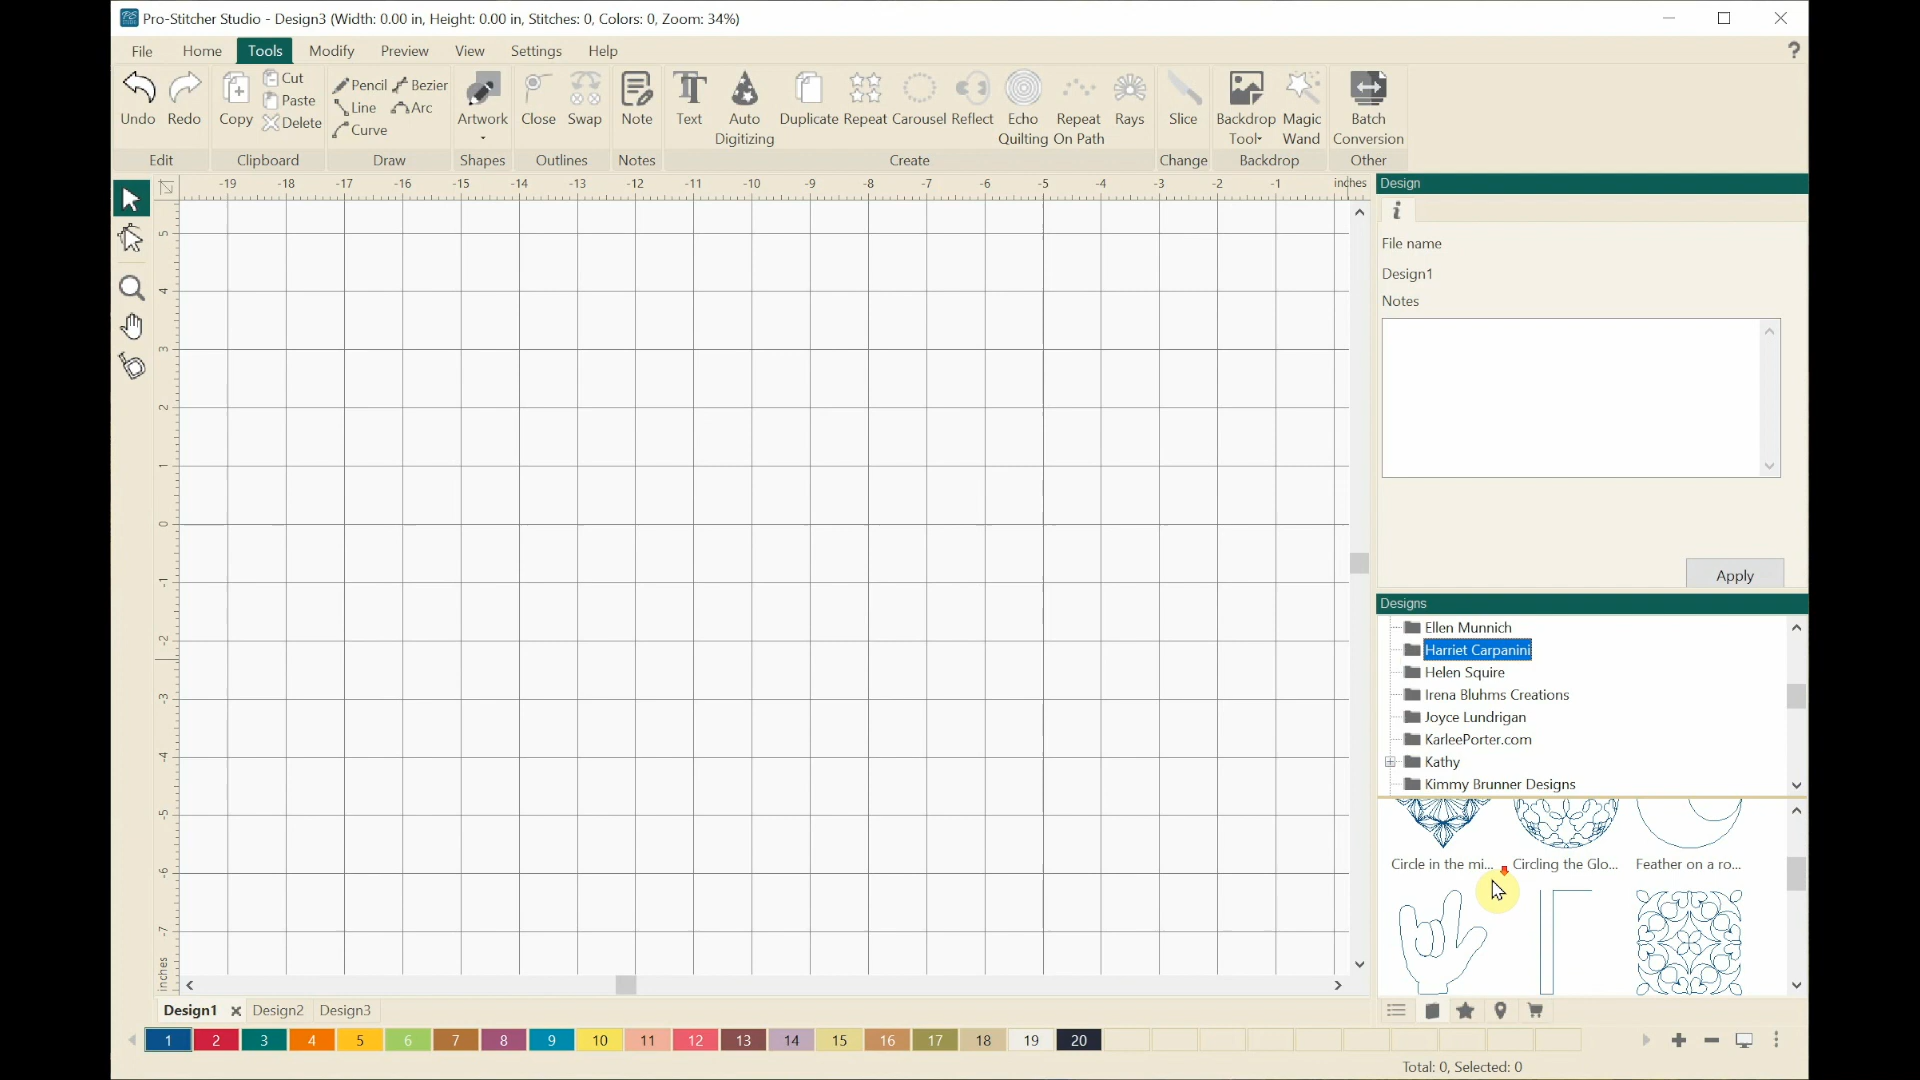 Pro-Stitcher Studio - Design3 (Width: 0.00 in, Height: 0.00 in, Stitches: 0, Colors: 0, Zoom: 34%)
File Home Tools Modify Preview View Settings Help
Undo Redo Copy Cut Paste Delete Pencil Bezier Line Arc Curve Artwork Close Swap Note Text Auto Digitizing Duplicate Repeat Carousel Reflect Echo Quilting Repeat On Path Rays Slice Backdrop Tool Magic Wand Batch Conversion
Edit Clipboard Draw Shapes Outlines Notes Create Change Backdrop Other
-19 -18 -17 -16 -15 -14 -13 -12 -11 -10 -9 -8 -7 -6 -5 -4 -3 -2 -1 inches
5
4
3
2
1
0
-1
-2
-3
-4
-5
-6
-7
inches
Design
File name
Design1
Notes
Apply
Designs
Ellen Munnich
Harriet Carpanini
Helen Squire
Irena Bluhms Creations
Joyce Lundrigan
KarleePorter.com
Kathy
Kimmy Brunner Designs
Circle in the mi... Circling the Glo... Feather on a ro...
Design1 Design2 Design3
1 2 3 4 5 6 7 8 9 10 11 12 13 14 15 16 17 18 19 20
Total: 0, Selected: 0